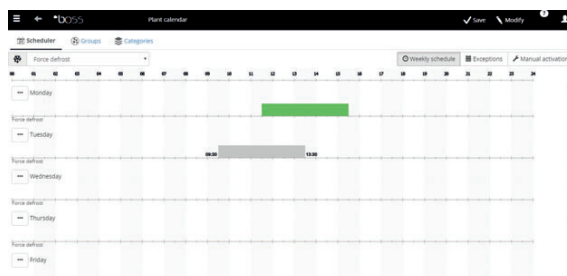 boss Plant calendar Save Modify ?
Scheduler Groups Categories
Force defrost Weekly schedule Exceptions Manual activation
00 01 02 03 04 05 06 07 08 09 10 11 12 13 14 15 16 17 18 19 20 21 22 23 24
Monday
Force defrost
Tuesday
09:30 13:30
Force defrost
Wednesday
Force defrost
Thursday
Force defrost
Friday